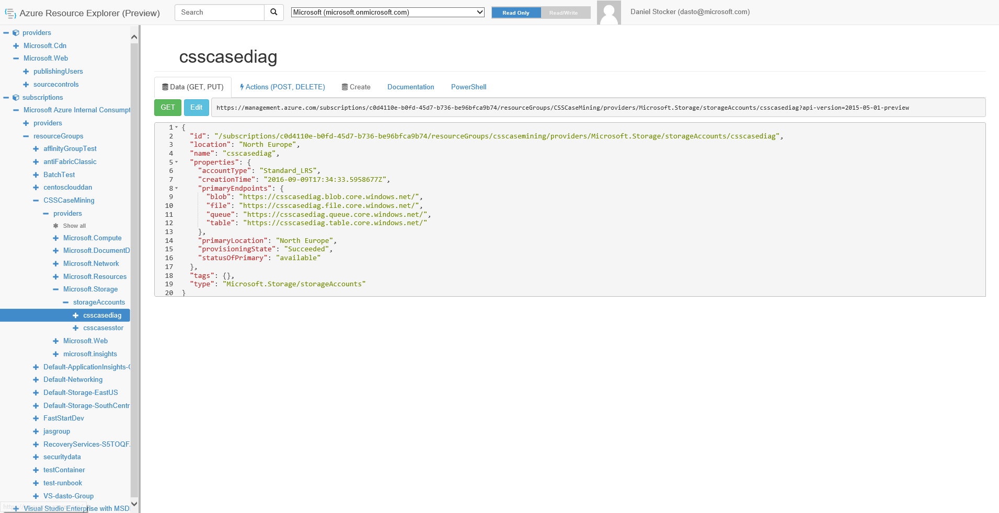 Azure Resource Explorer (Preview)
Search
Microsoft (microsoft.onmicrosoft.com)
Read Only
Read/Write
Daniel Stocker (dasto@microsoft.com)
providers
Microsoft.Cdn
Microsoft.Web
publishingUsers
sourcecontrols
subscriptions
Microsoft Azure Internal Consumpt
providers
resourceGroups
affinityGroupTest
antiFabricClassic
BatchTest
centosclouddan
CSSCaseMining
providers
Show all
Microsoft.Compute
Microsoft.DocumentD
Microsoft.Network
Microsoft.Resources
Microsoft.Storage
storageAccounts
csscasediag
csscasesstor
Microsoft.Web
microsoft.insights
Default-ApplicationInsights-C
Default-Networking
Default-Storage-EastUS
Default-Storage-SouthCentr
FastStartDev
jasgroup
RecoveryServices-S5TOQF.
securitydata
testContainer
test-runbook
VS-dasto-Group
Visual Studio Enterprise with MSD
csscasediag
Data (GET, PUT)
Actions (POST, DELETE)
Create
Documentation
PowerShell
GET
Edit
https://management.azure.com/subscriptions/c0d4110e-b0fd-45d7-b736-be96bfca9b74/resourceGroups/CSSCaseMining/providers/Microsoft.Storage/storageAccounts/csscasediag?api-version=2015-05-01-preview
1 {
2 "id": "/subscriptions/c0d4110e-b0fd-45d7-b736-be96bfca9b74/resourceGroups/csscasemining/providers/Microsoft.Storage/storageAccounts/csscasediag",
3 "location": "North Europe",
4 "name": "csscasediag",
5 "properties": {
6 "accountType": "Standard_LRS",
7 "creationTime": "2016-09-09T17:34:33.5958677Z",
8 "primaryEndpoints": {
9 "blob": "https://csscasediag.blob.core.windows.net/",
10 "file": "https://csscasediag.file.core.windows.net/",
11 "queue": "https://csscasediag.queue.core.windows.net/",
12 "table": "https://csscasediag.table.core.windows.net/"
13 },
14 "primaryLocation": "North Europe",
15 "provisioningState": "Succeeded",
16 "statusOfPrimary": "available"
17 },
18 "tags": {},
19 "type": "Microsoft.Storage/storageAccounts"
20 }